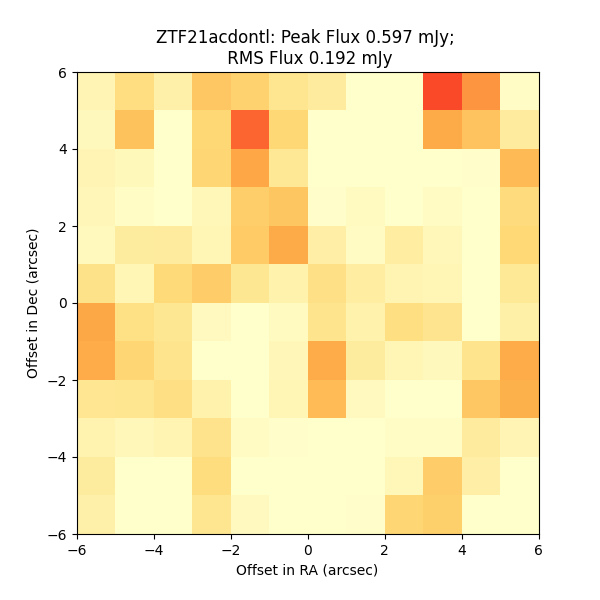 ZTF21acdontl: Peak Flux 0.597 mJy;
RMS Flux 0.192 mJy
6
4
2
0
−2
−4
−6
Offset in Dec (arcsec)
−6 −4 −2 0 2 4 6
Offset in RA (arcsec)